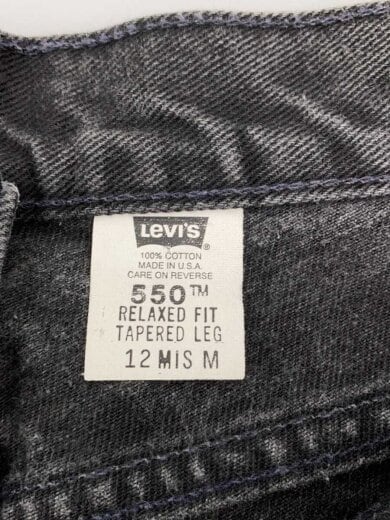 Levi's ®
100% COTTON
MADE IN U.S.A.
CARE ON REVERSE
550™
RELAXED FIT
TAPERED LEG
12 MIS M